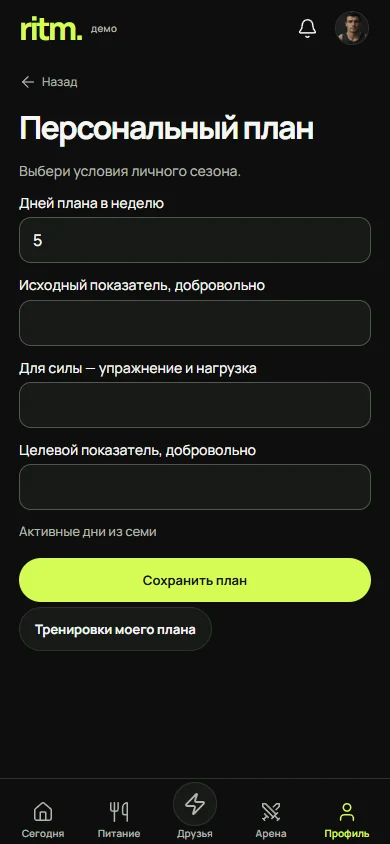 ritm. демо
Назад
Персональный план
Выбери условия личного сезона.
Дней плана в неделю
5
Исходный показатель, добровольно
Для силы — упражнение и нагрузка
Целевой показатель, добровольно
Активные дни из семи
Сохранить план
Тренировки моего плана
Сегодня Питание Друзья Арена Профиль